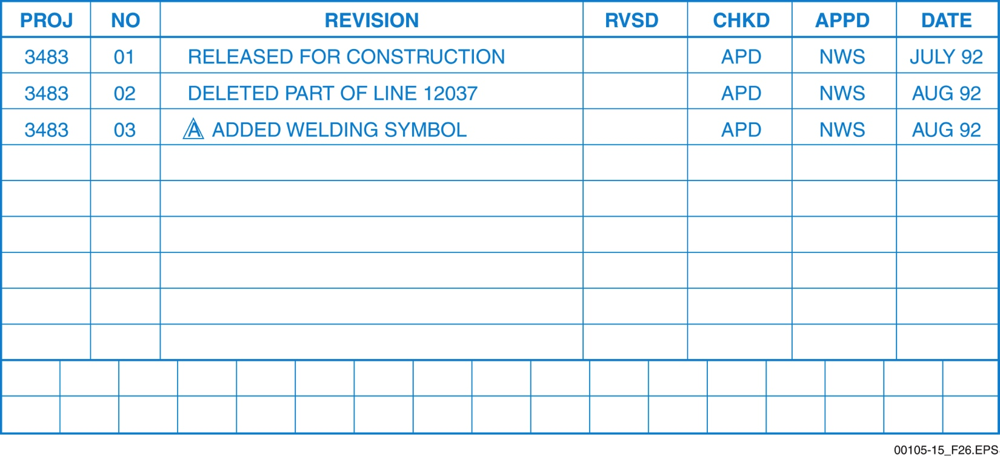 PROJ NO REVISION RVSD CHKD APPD DATE
3483 01 RELEASED FOR CONSTRUCTION APD NWS JULY 92
3483 02 DELETED PART OF LINE 12037 APD NWS AUG 92
3483 03 A ADDED WELDING SYMBOL APD NWS AUG 92
00105-15_F26.EPS